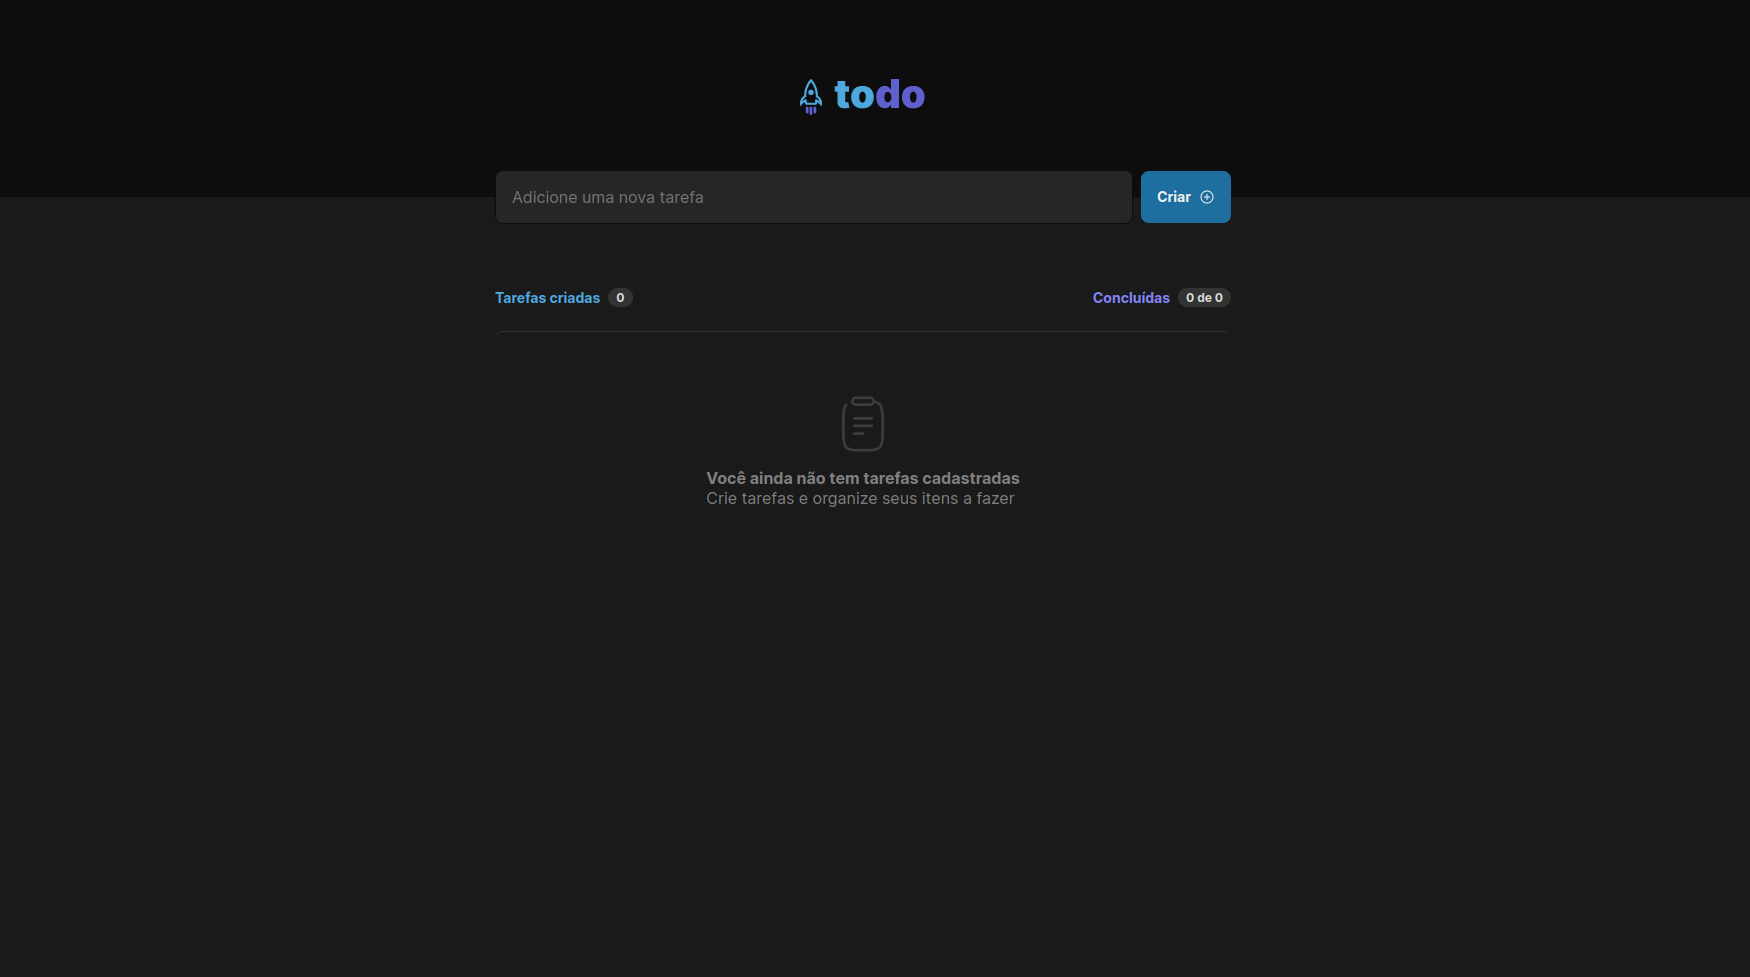 todo
Adicione uma nova tarefa
Criar
Tarefas criadas 0
Concluídas 0 de 0
Você ainda não tem tarefas cadastradas
Crie tarefas e organize seus itens a fazer